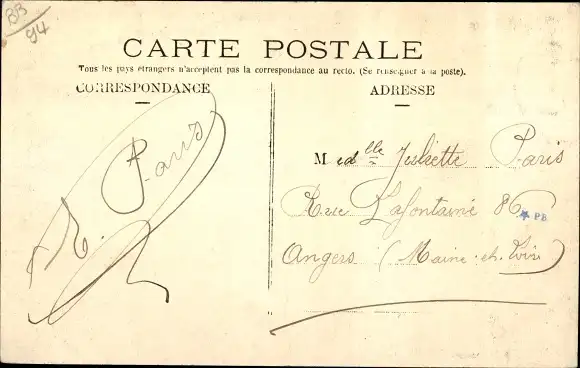 BB
94
CARTE POSTALE
Tous les pays étrangers n'acceptent pas la correspondance au recto. (Se renseigner à la poste).
CORRESPONDANCE
ADRESSE
Paris
Melle Juliette Paris
Rue Lafontaine 86
PB
Angers (Maine-et-Loire)